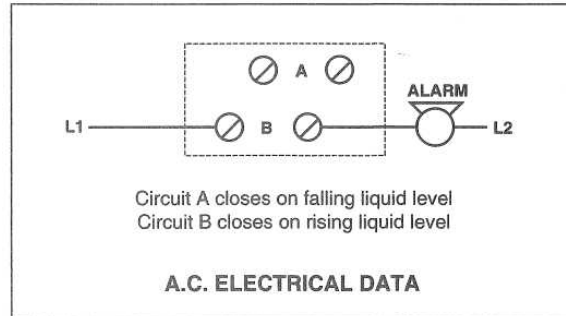 A
ALARM
L1 B L2
Circuit A closes on falling liquid level
Circuit B closes on rising liquid level
A.C. ELECTRICAL DATA